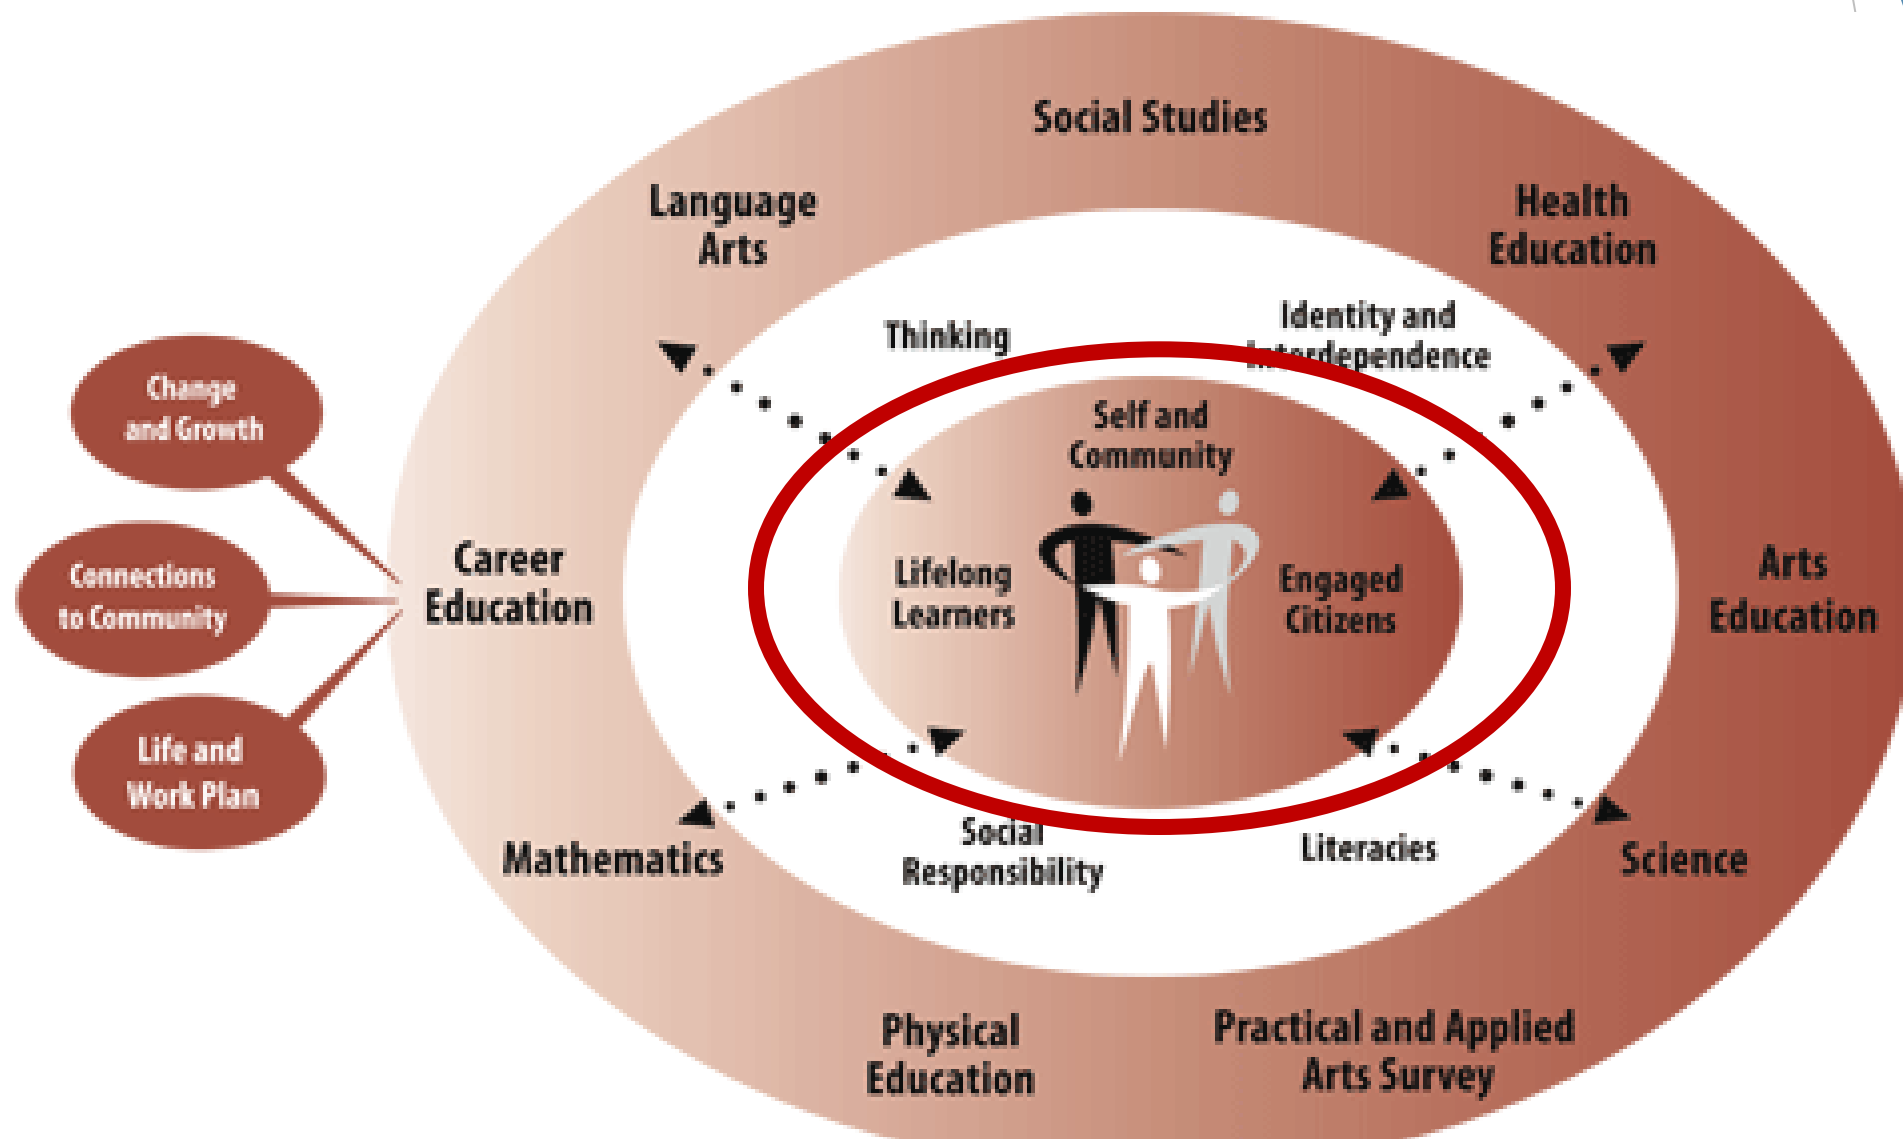 Social Studies
Language
Arts
Health
Education
Thinking
Identity and
Interdependence
Change
and Growth
Self and
Community
Connections
to Community
Career
Education
Lifelong
Learners
Engaged
Citizens
Arts
Education
Life and
Work Plan
Mathematics
Social
Responsibility
Literacies
Science
Physical
Education
Practical and Applied
Arts Survey